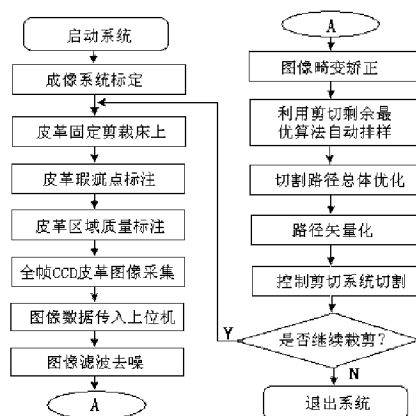 启动系统
成像系统标定
皮革固定剪裁床上
皮革瑕疵点标注
皮革区域质量标注
全帧CCD皮革图像采集
图像数据传入上位机
图像滤波去噪
A
A
图像畸变矫正
利用剪切剩余最
优算法自动排样
切割路径总体优化
路径矢量化
控制剪切系统切割
Y
是否继续裁剪?
N
退出系统